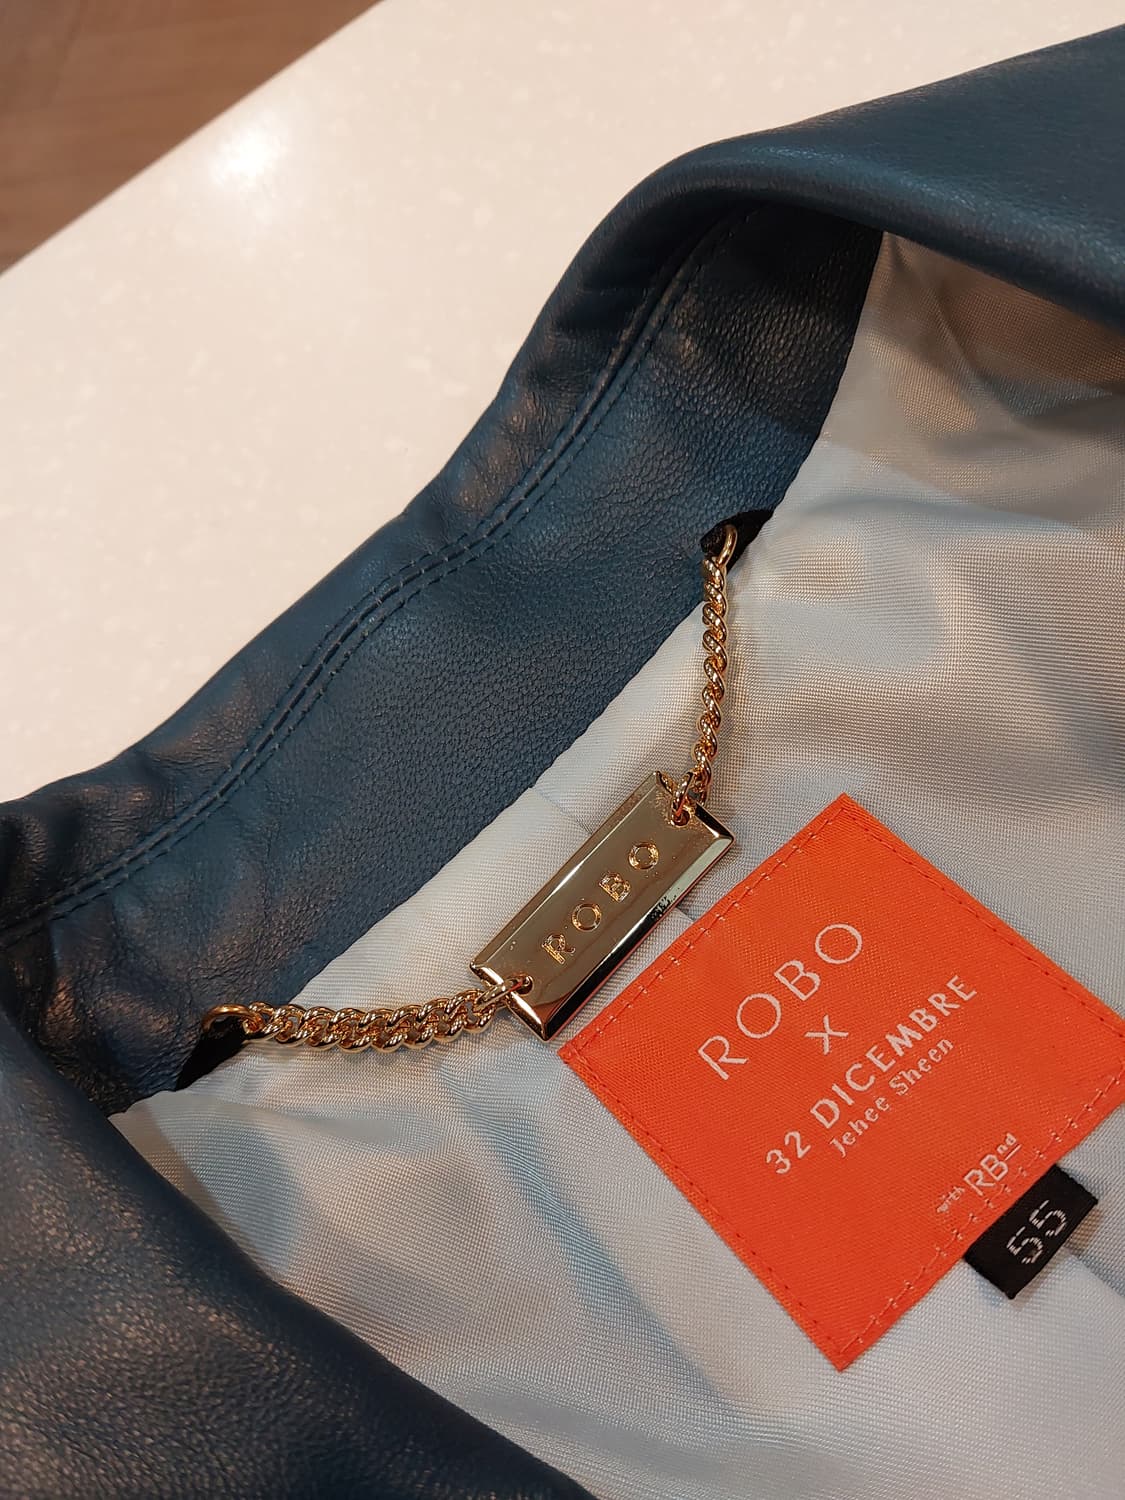 ROBO
ROBO
X
32 DICEMBRE
Jehee Sheen
with RBnd
55